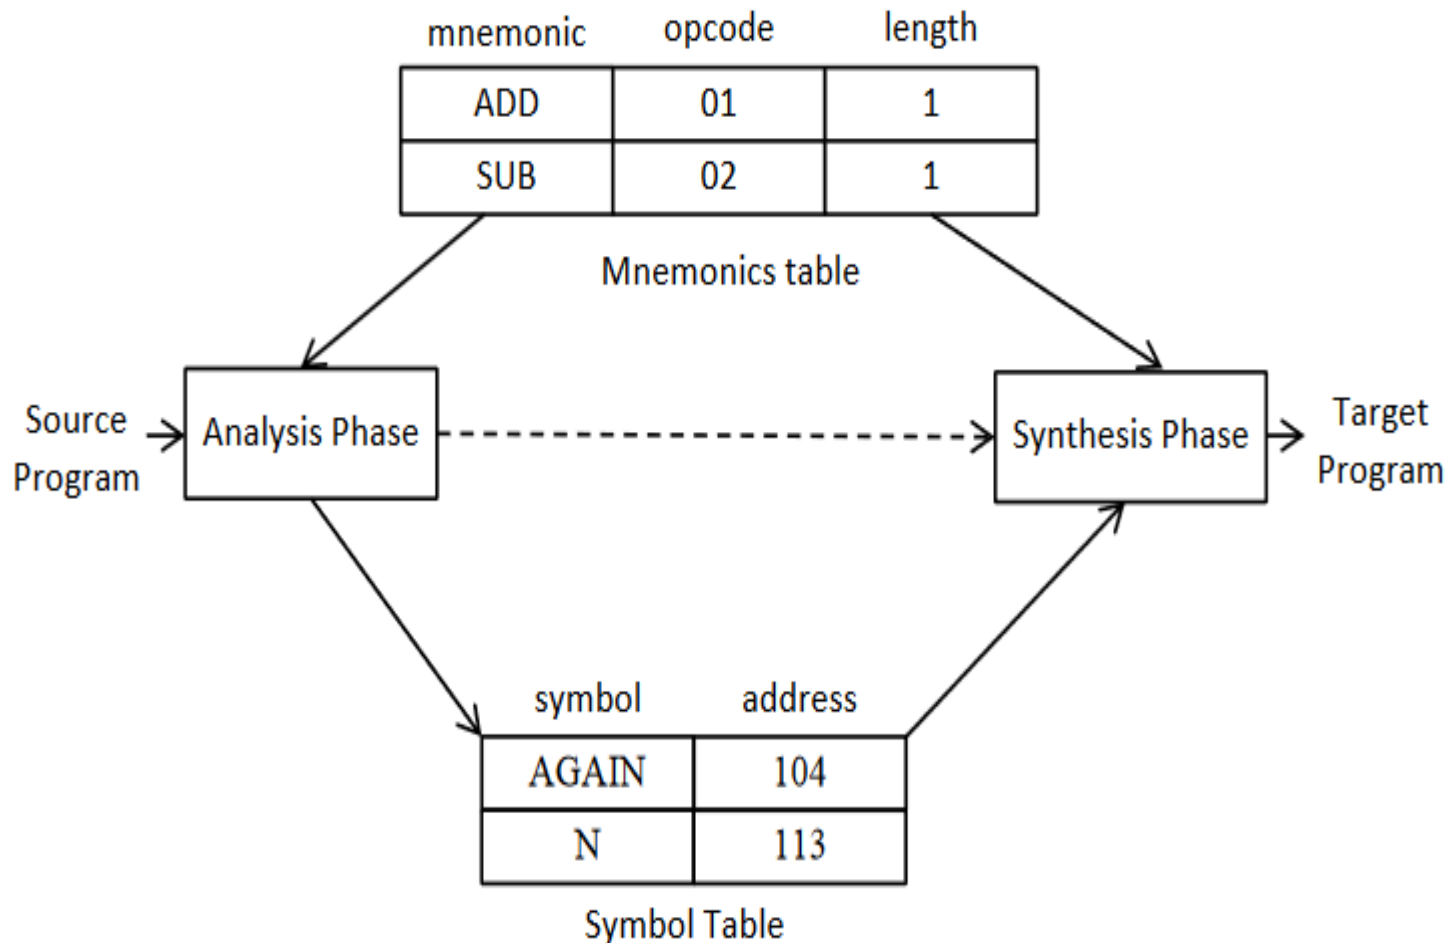 mnemonic opcode length
ADD 01 1
SUB 02 1
Mnemonics table
Source
Program
Analysis Phase
Synthesis Phase
Target
Program
symbol address
AGAIN 104
N 113
Symbol Table